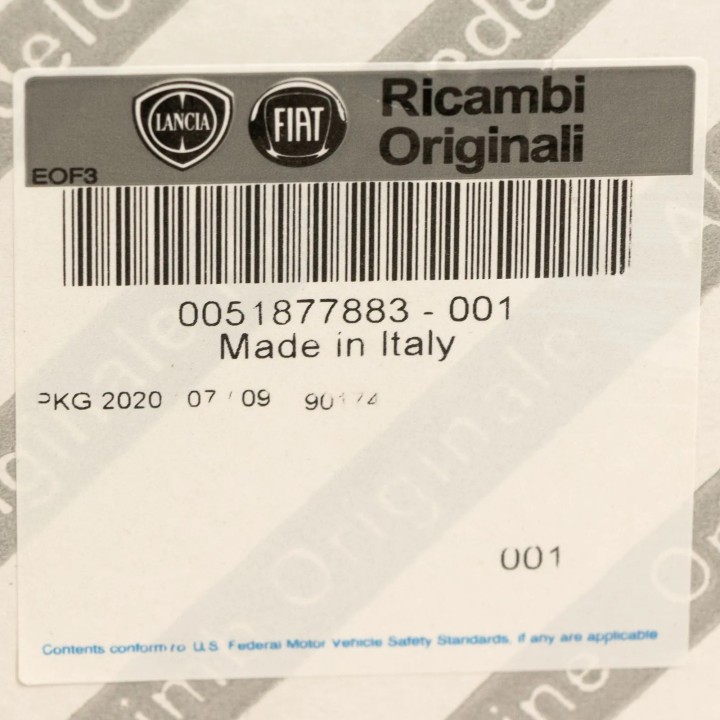 LANCIA FIAT Ricambi
Originali
EOF3
0051877883 - 001
Made in Italy
PKG 2020 07/09
001
Contents conform to U.S. Federal Motor Vehicle Safety Standards, if any are applicable
Originale